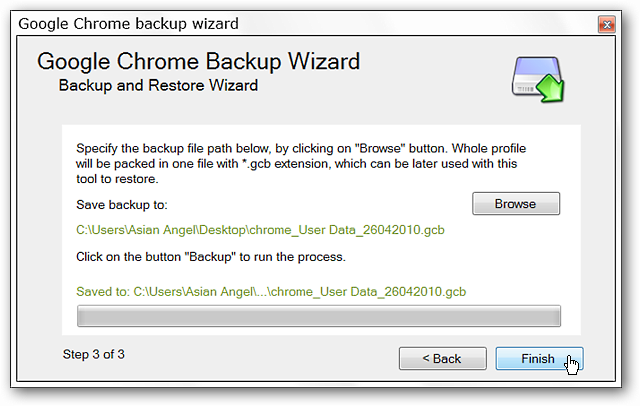 Google Chrome backup wizard
Google Chrome Backup Wizard
Backup and Restore Wizard
Specify the backup file path below, by clicking on "Browse" button. Whole profile
will be packed in one file with *.gcb extension, which can be later used with this
tool to restore.
Save backup to:
Browse
C:\Users\Asian Angel\Desktop\chrome_User Data_26042010.gcb
Click on the button "Backup" to run the process.
Saved to: C:\Users\Asian Angel\...\chrome_User Data_26042010.gcb
Step 3 of 3
< Back
Finish